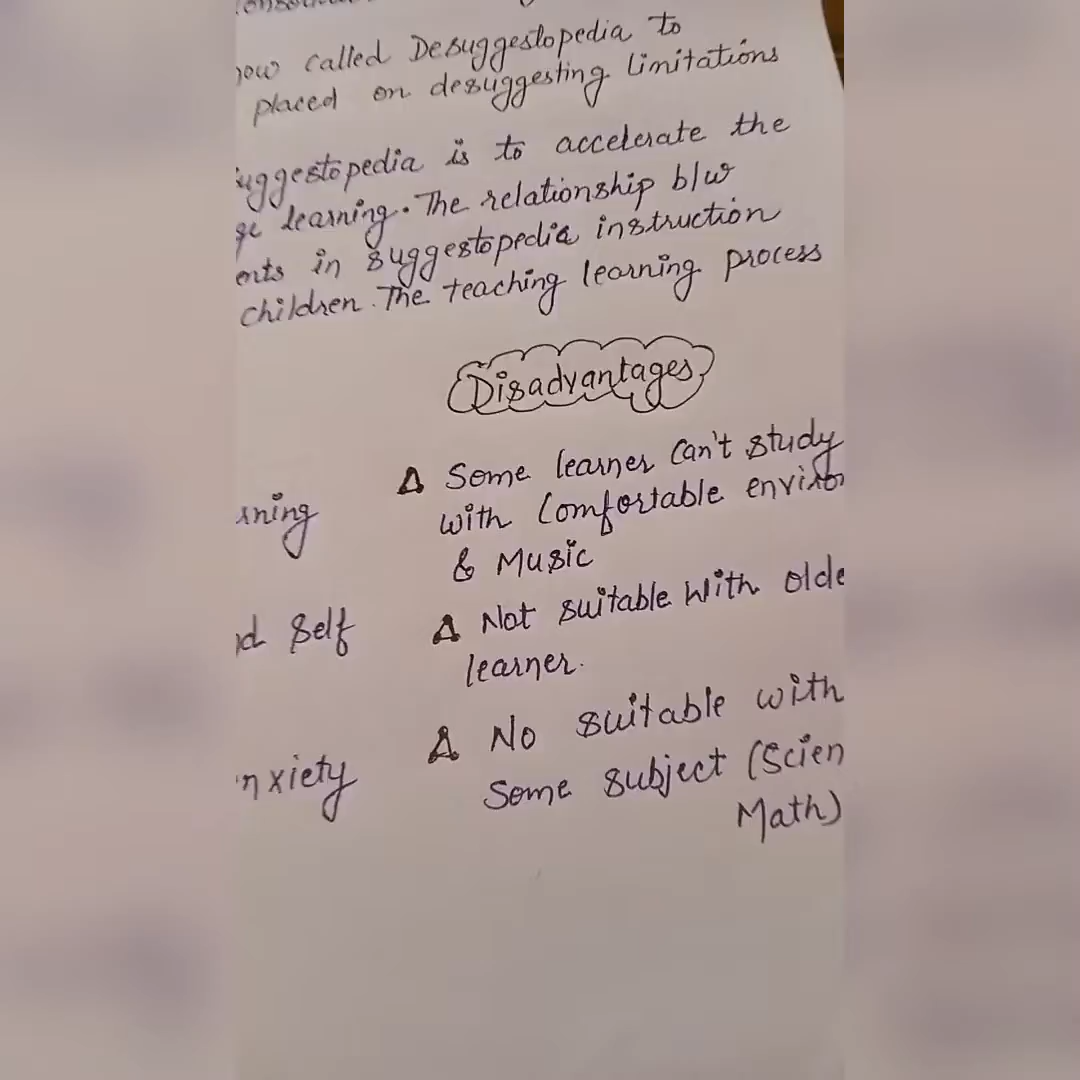 now called Desuggestopedia to
placed on desuggesting limitations
uggestopedia is to accelerate the
ge learning. The relationship b/w
ents in suggestopedia instruction
children. The teaching learning process
Disadvantages
Δ Some learner can't study
with Comfortable enviro
& Music
rning
Δ Not suitable with olde
learner.
nd Self
Δ No suitable with
Some subject (Scien
Math)
nxiety